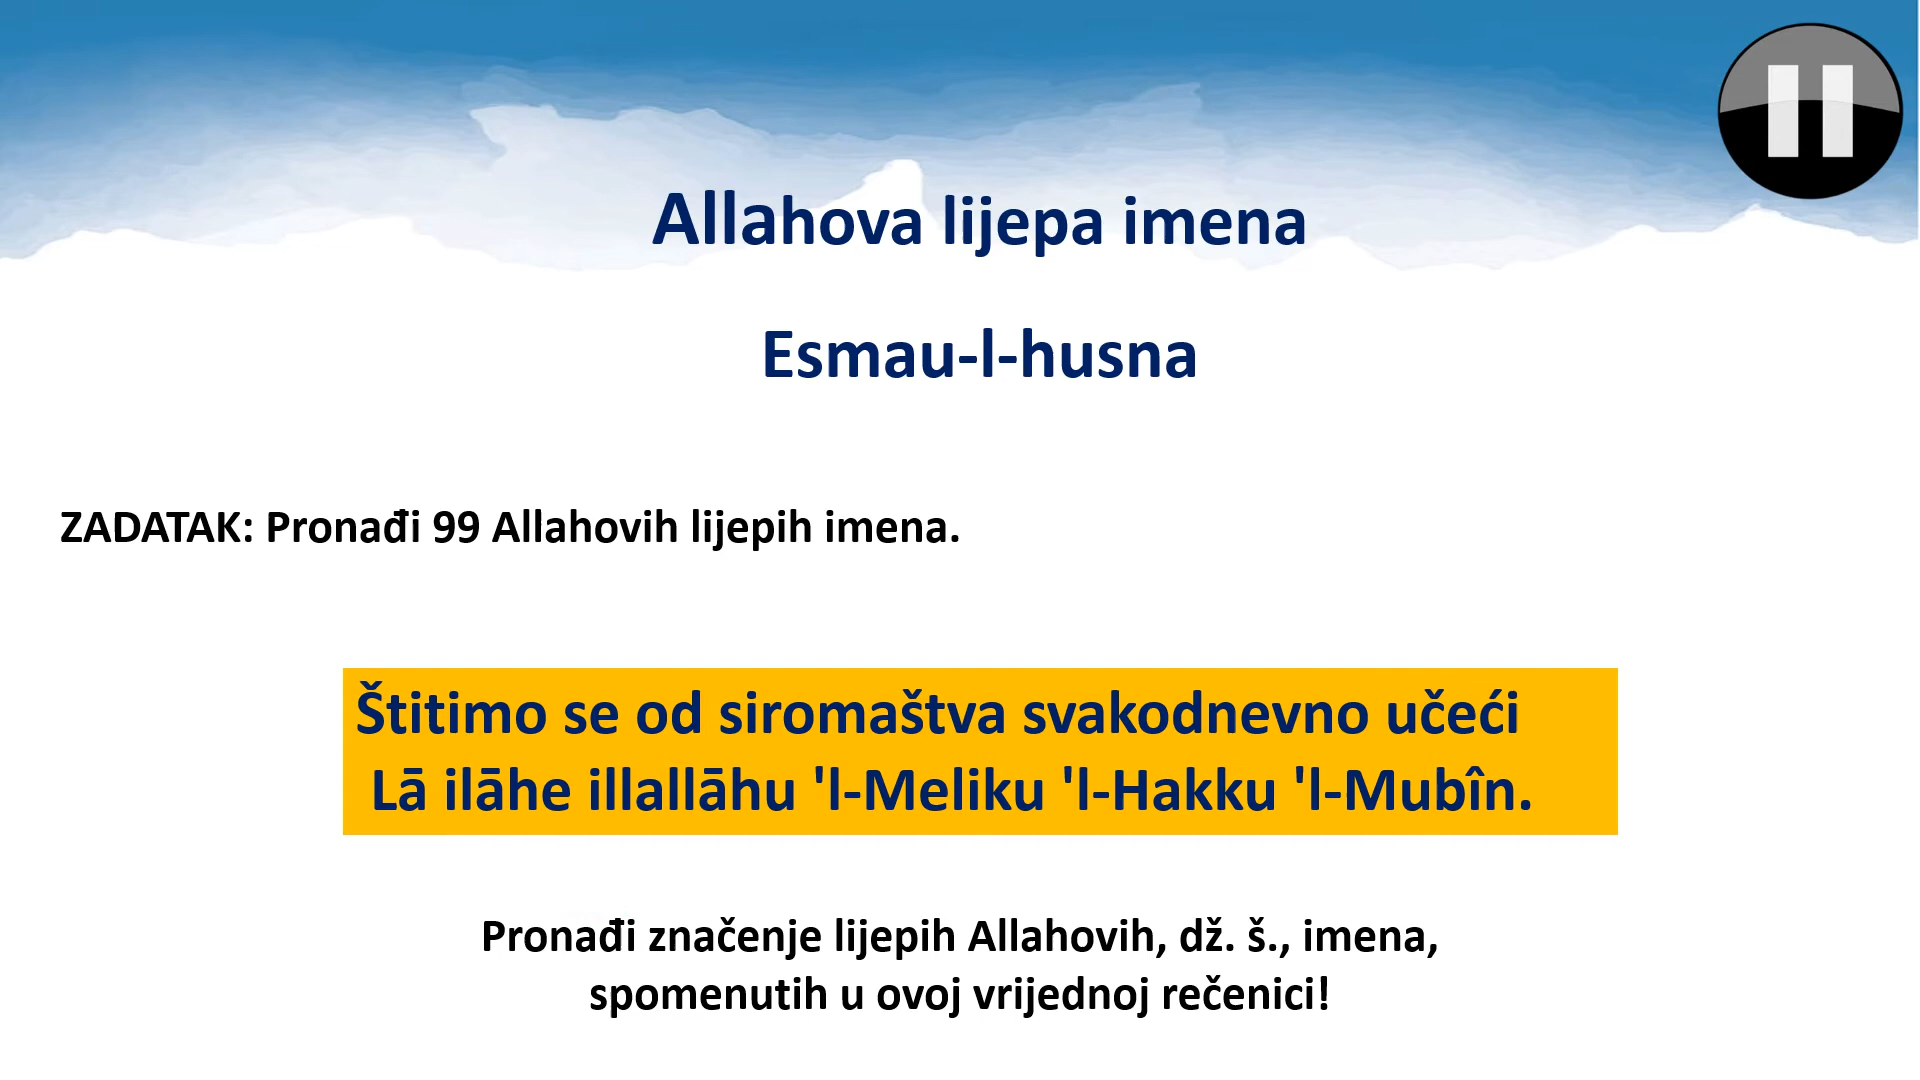 Allahova lijepa imena
Esmau-l-husna
ZADATAK: Pronađi 99 Allahovih lijepih imena.
Štitimo se od siromaštva svakodnevno učeći
Lā ilāhe illallāhu 'l-Meliku 'l-Hakku 'l-Mubîn.
Pronađi značenje lijepih Allahovih, dž. š., imena,
spomenutih u ovoj vrijednoj rečenici!